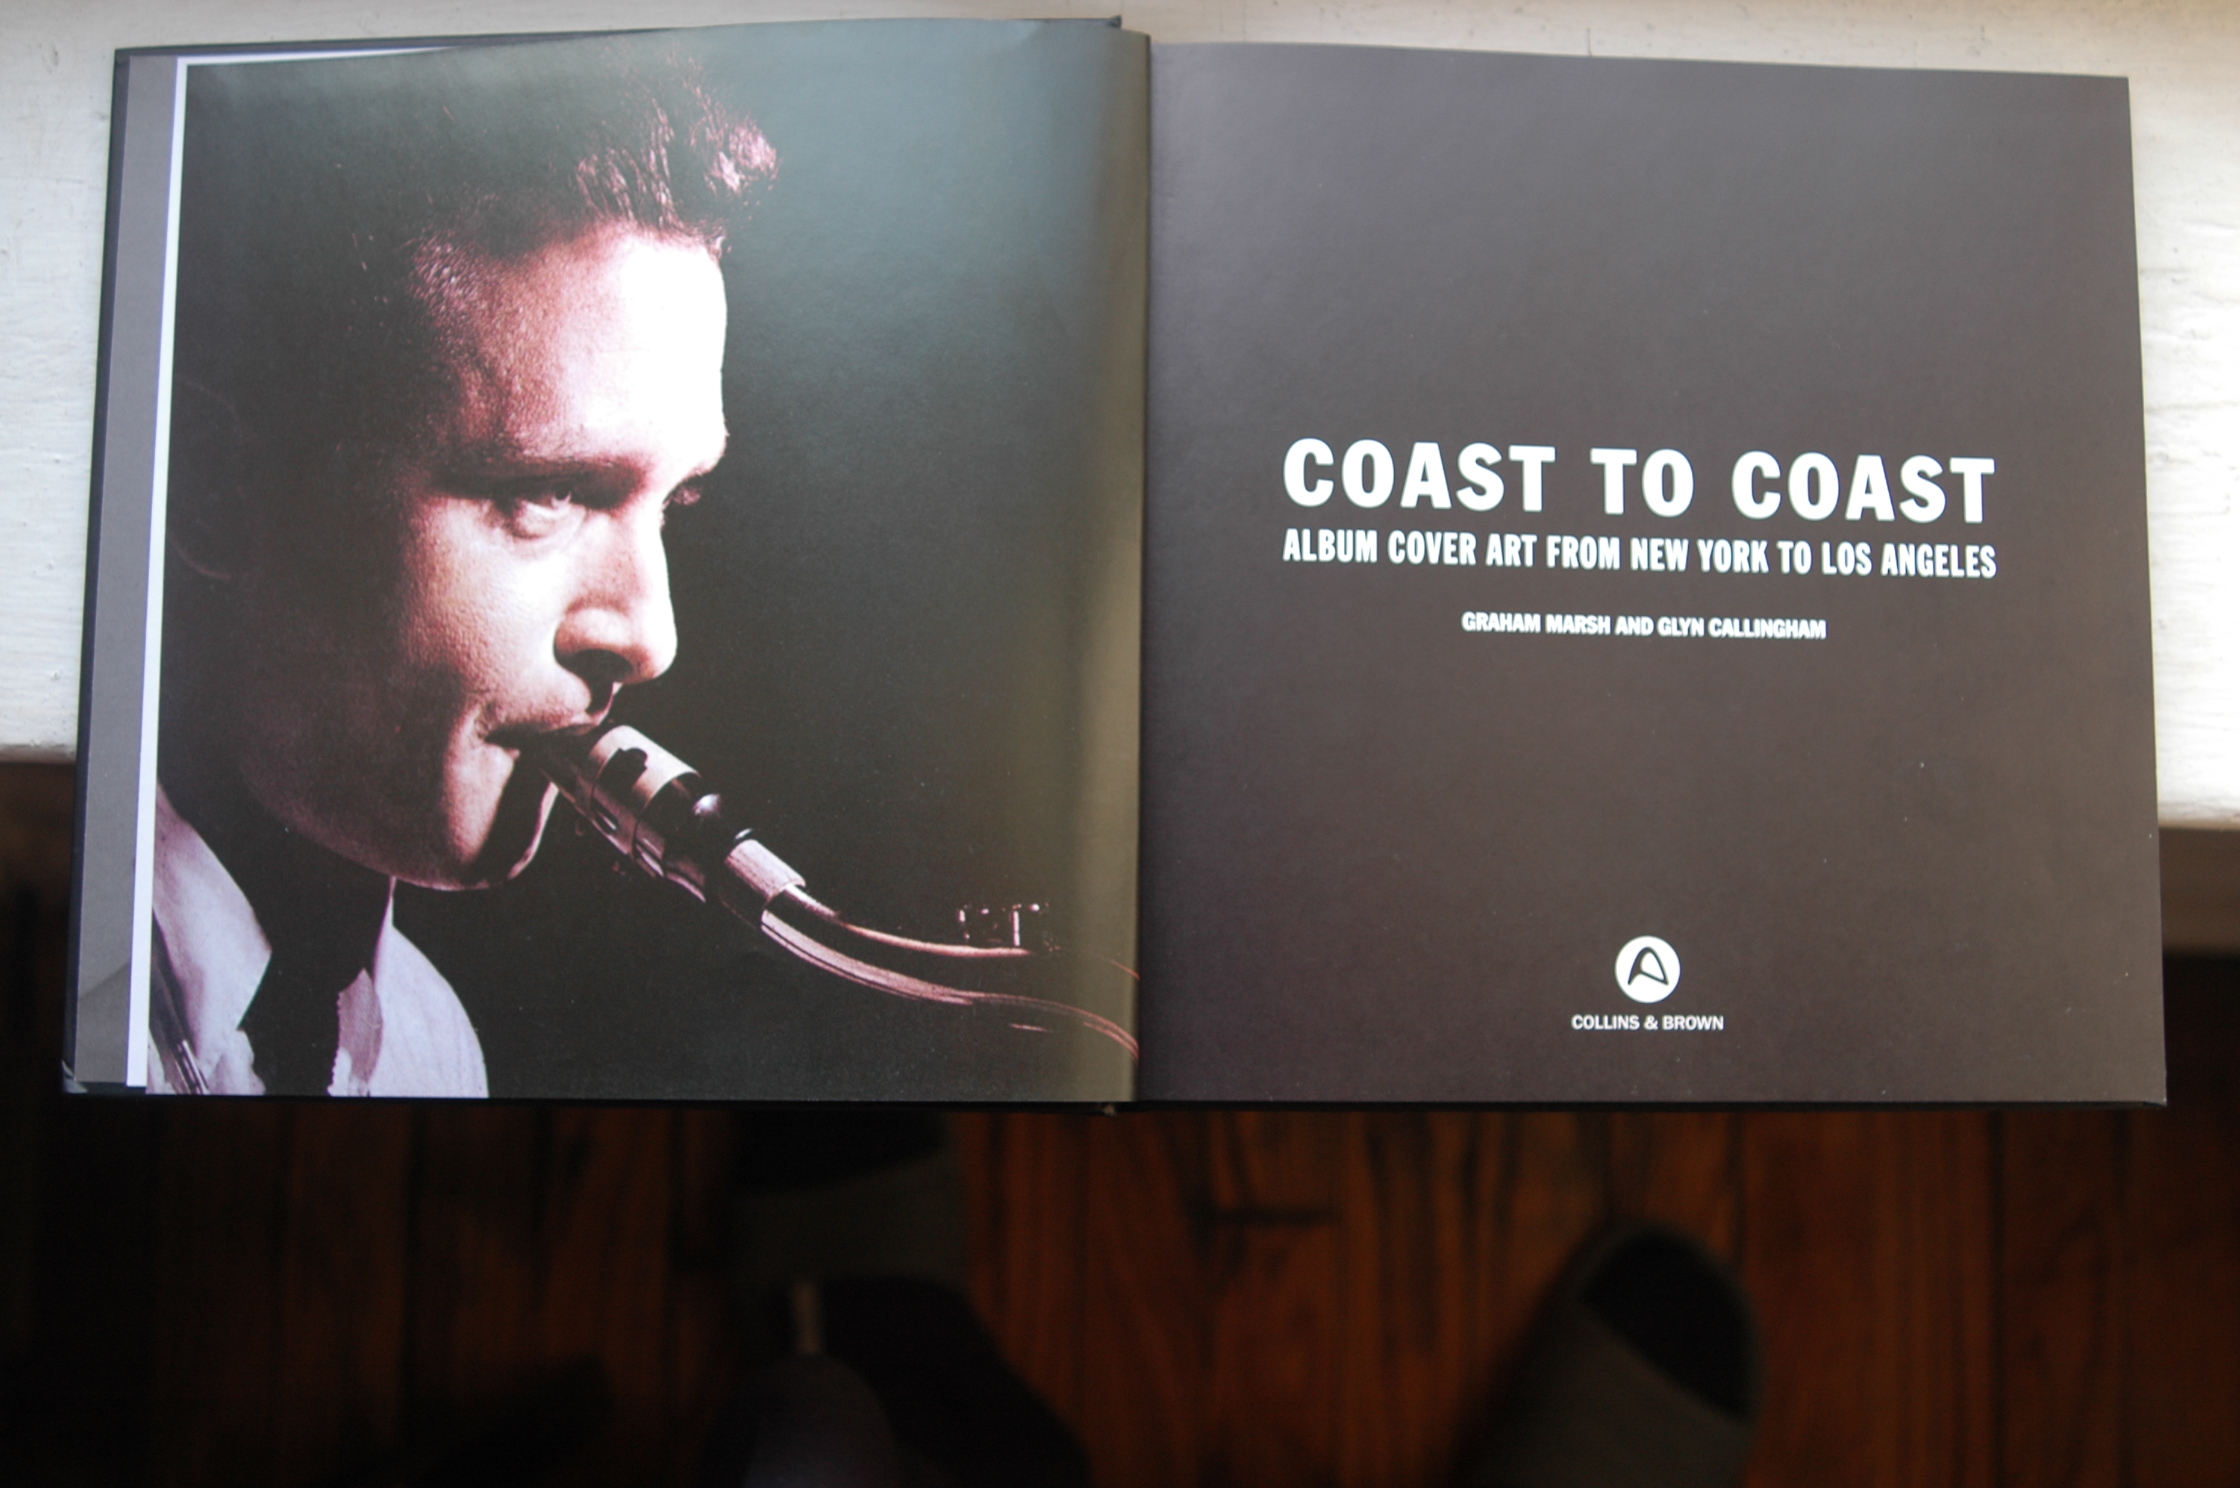 COAST TO COAST
ALBUM COVER ART FROM NEW YORK TO LOS ANGELES
GRAHAM MARSH AND GLYN CALLINGHAM
COLLINS & BROWN